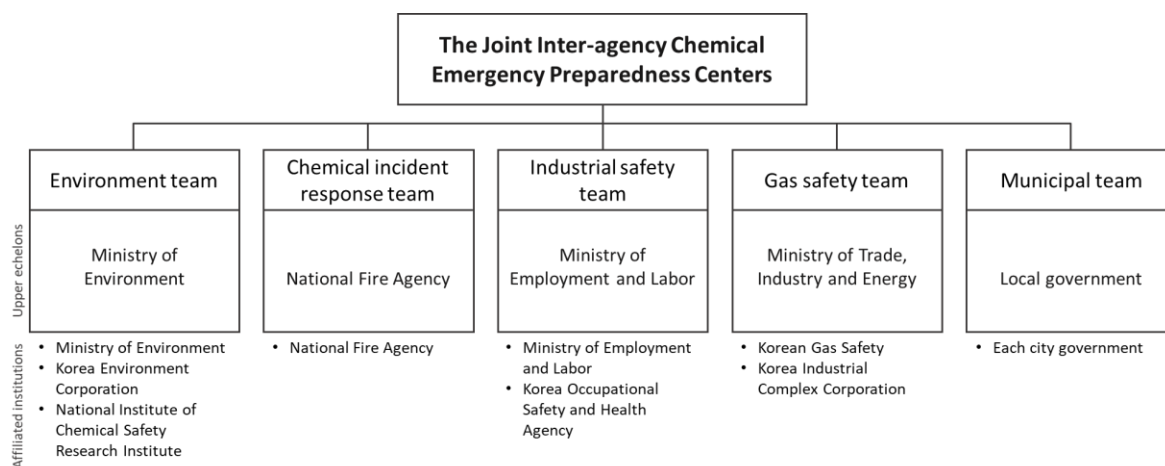 The Joint Inter-agency Chemical
Emergency Preparedness Centers
Environment team
Chemical incident
response team
Industrial safety
team
Gas safety team
Municipal team
Upper echelons
Ministry of
Environment
National Fire Agency
Ministry of
Employment and Labor
Ministry of Trade,
Industry and Energy
Local government
Affiliated institutions
• Ministry of Environment
• Korea Environment
Corporation
• National Institute of
Chemical Safety
Research Institute
• National Fire Agency
• Ministry of Employment
and Labor
• Korea Occupational
Safety and Health
Agency
• Korean Gas Safety
• Korea Industrial
Complex Corporation
• Each city government